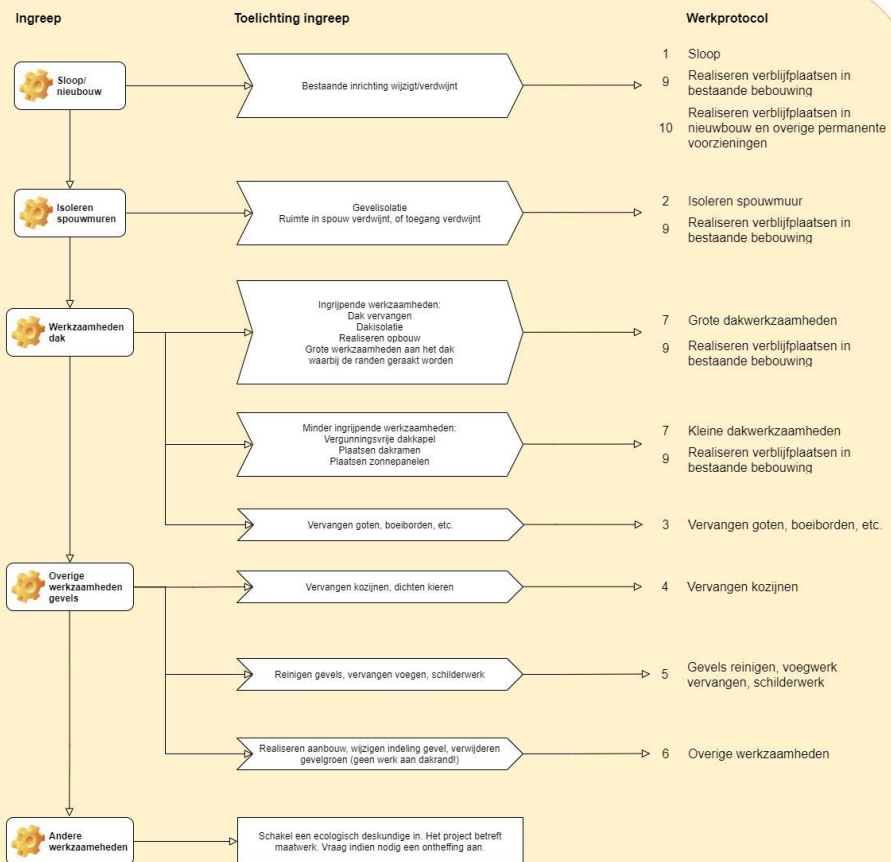 Ingreep
Toelichting ingreep
Werkprotocol
Sloop/
nieubouw
Bestaande inrichting wijzigt/verdwijnt
1 Sloop
9 Realiseren verblijfplaatsen in
bestaande bebouwing
10 Realiseren verblijfplaatsen in
nieuwbouw en overige permanente
voorzieningen
Isoleren
spouwmuren
Gevelisolatie
Ruimte in spouw verdwijnt, of toegang verdwijnt
2 Isoleren spouwmuur
9 Realiseren verblijfplaatsen in
bestaande bebouwing
Werkzaamheden
dak
Ingrijpende werkzaamheden:
Dak vervangen
Dakisolatie
Realiseren opbouw
Grote werkzaamheden aan het dak
waarbij de randen geraakt worden
7 Grote dakwerkzaamheden
9 Realiseren verblijfplaatsen in
bestaande bebouwing
Minder ingrijpende werkzaamheden:
Vergunningsvrije dakkapel
Plaatsen dakramen
Plaatsen zonnepanelen
7 Kleine dakwerkzaamheden
9 Realiseren verblijfplaatsen in
bestaande bebouwing
Vervangen goten, boeiborden, etc.
3 Vervangen goten, boeiborden, etc.
Overige
werkzaamheden
gevels
Vervangen kozijnen, dichten kieren
4 Vervangen kozijnen
Reinigen gevels, vervangen voegen, schilderwerk
5 Gevels reinigen, voegwerk
vervangen, schilderwerk
Realiseren aanbouw, wijzigen indeling gevel, verwijderen
gevelgroen (geen werk aan dakrand!)
6 Overige werkzaamheden
Andere
werkzaameheden
Schakel een ecologisch deskundige in. Het project betreft
maatwerk. Vraag indien nodig een ontheffing aan.